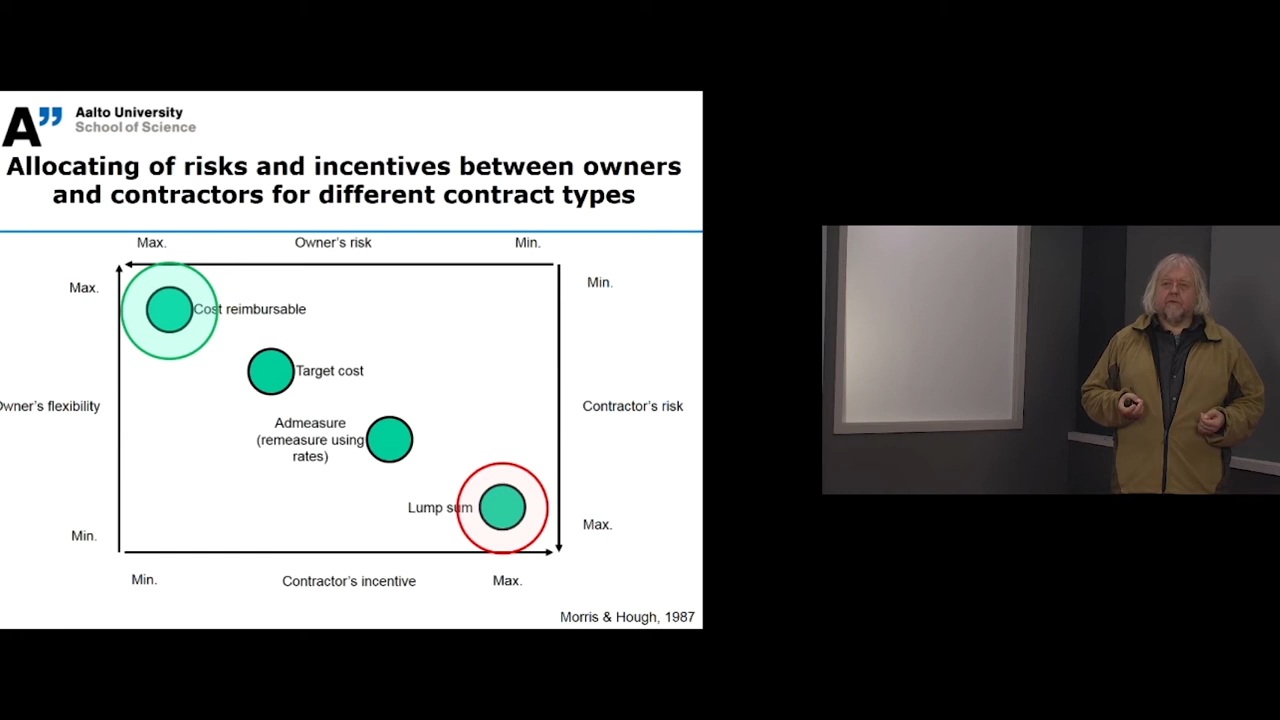 A”
Aalto University
School of Science
Allocating of risks and incentives between owners
and contractors for different contract types
Max.
Owner’s risk
Min.
Max.
Min.
Cost reimbursable
Target cost
Owner’s flexibility
Contractor’s risk
Admeasure
(remeasure using
rates)
Lump sum
Min.
Max.
Min.
Contractor’s incentive
Max.
Morris & Hough, 1987